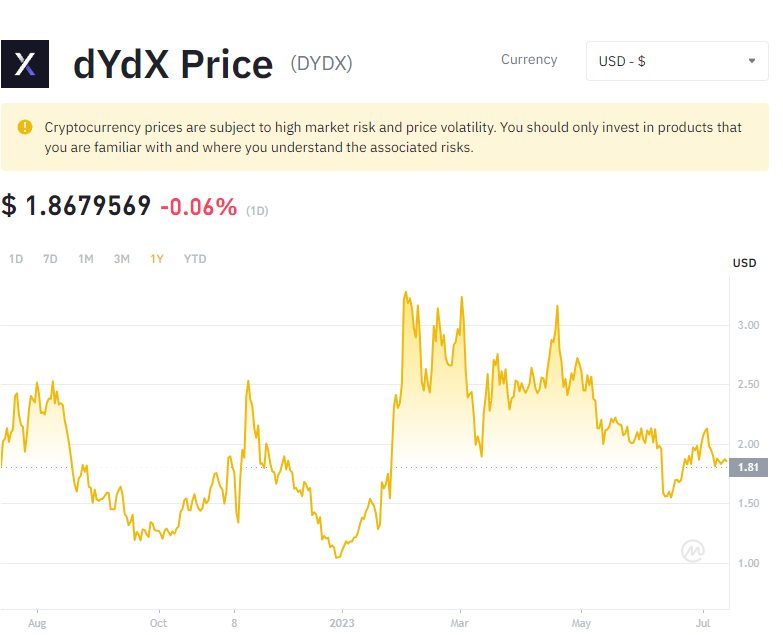 dYdX Price (DYDX)
Currency
USD - $
Cryptocurrency prices are subject to high market risk and price volatility. You should only invest in products that
you are familiar with and where you understand the associated risks.
$ 1.8679569 -0.06% (1D)
1D 7D 1M 3M 1Y YTD
USD
3.00
2.50
2.00
1.81
1.50
1.00
Aug Oct 8 2023 Mar May Jul